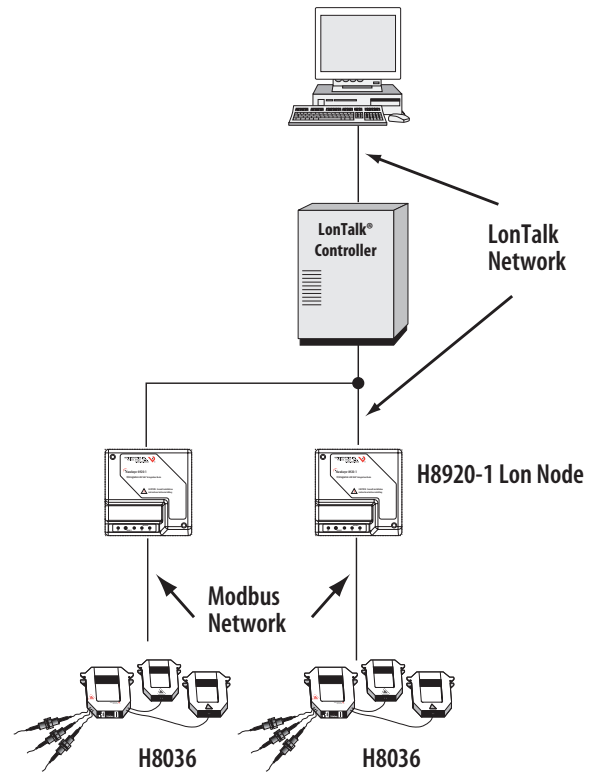 LonTalk®
Controller
LonTalk
Network
H8920-1 Lon Node
Modbus
Network
H8036
H8036